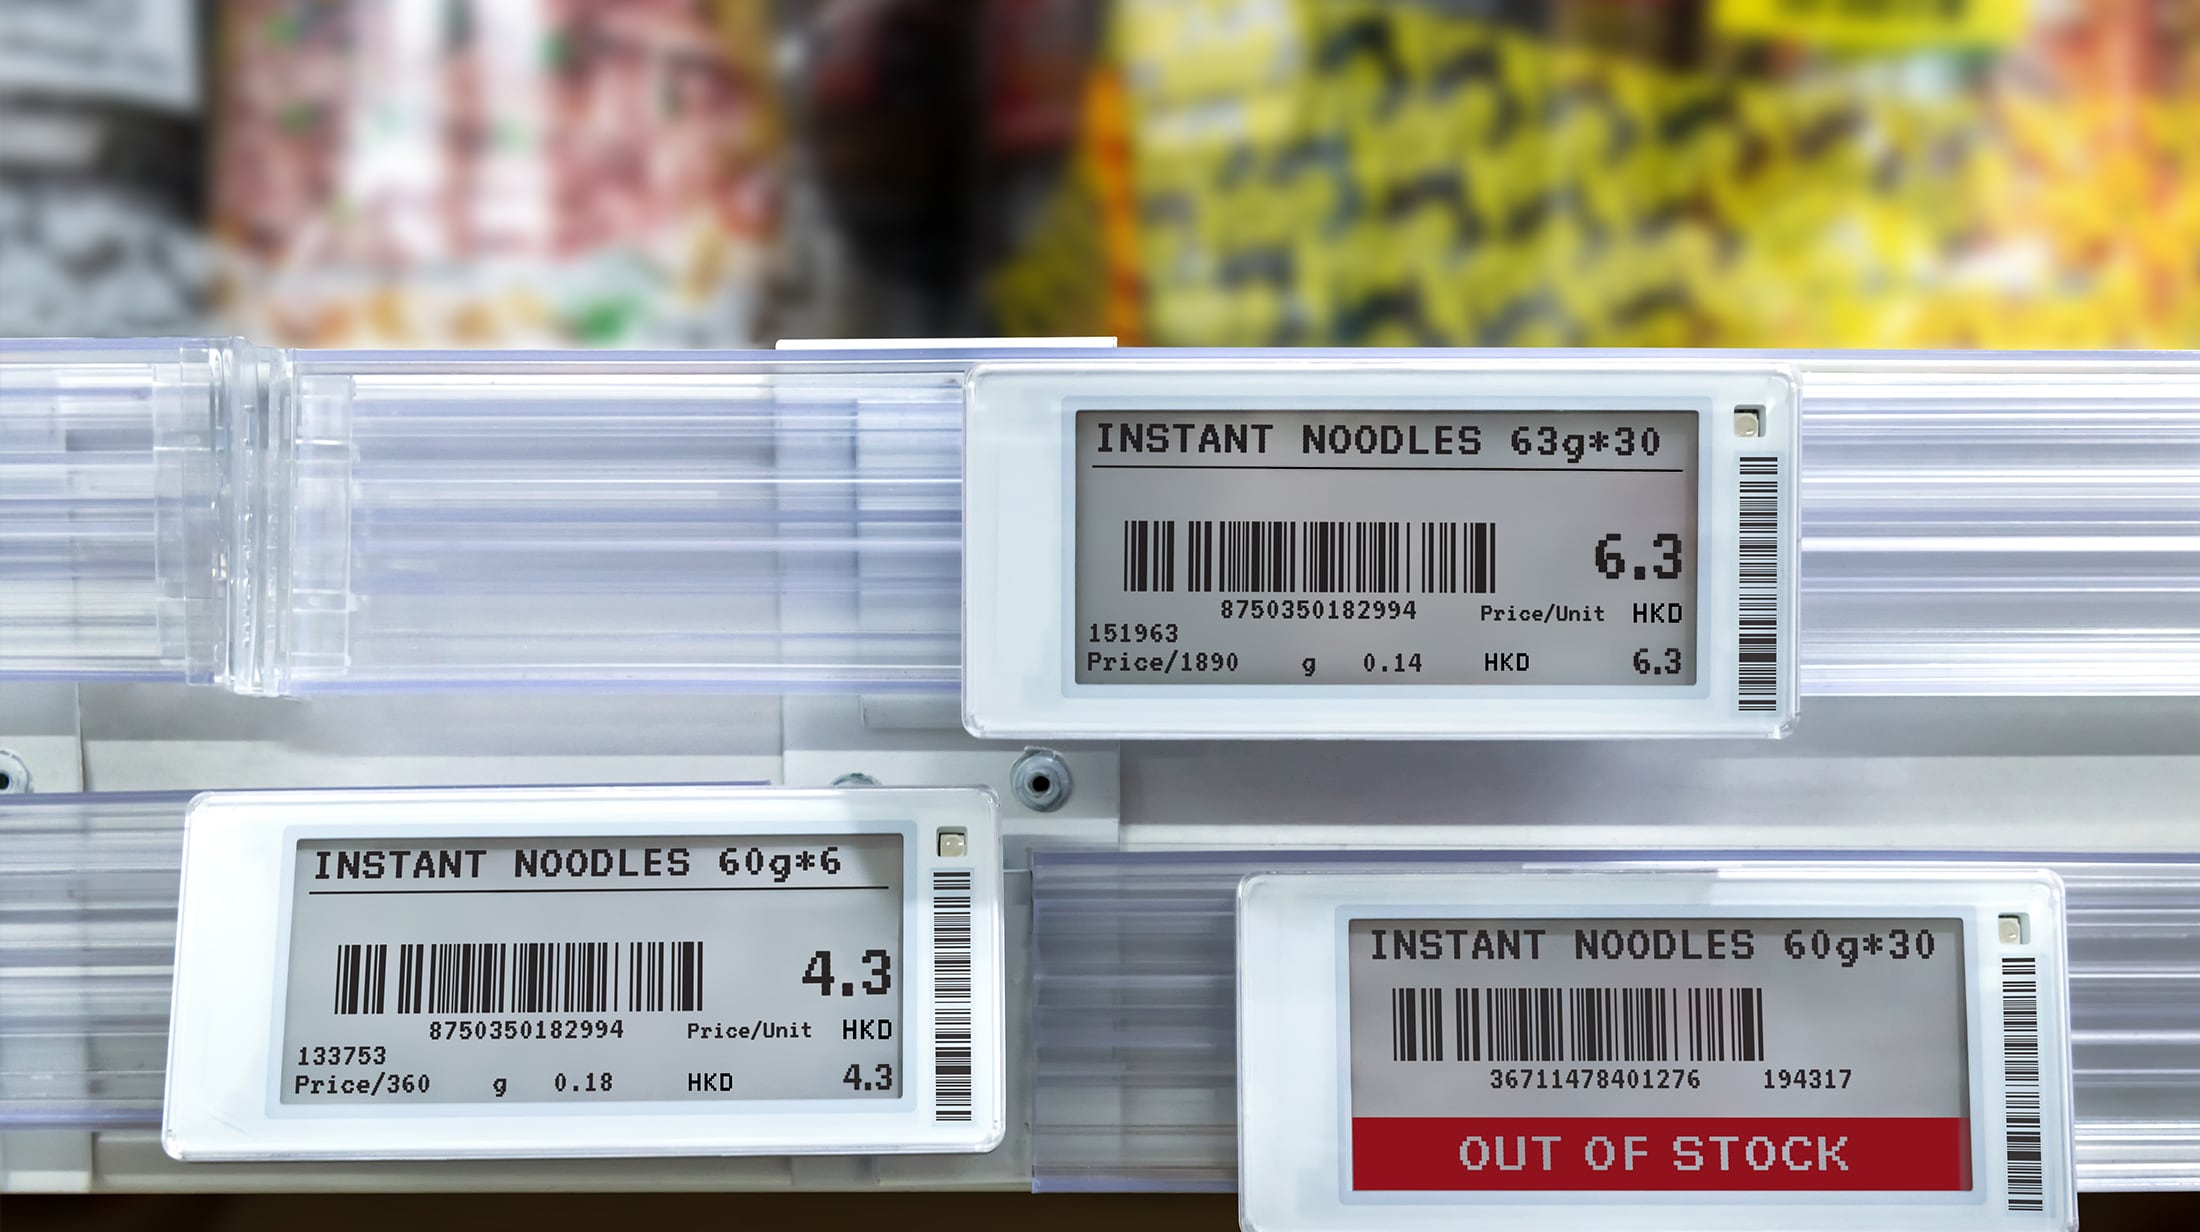 INSTANT NOODLES 63g*30
6.3
8750350182994 Price/Unit HKD
151963
Price/1890 g 0.14 HKD 6.3
INSTANT NOODLES 60g*6
4.3
8750350182994 Price/Unit HKD
133753
Price/360 g 0.18 HKD 4.3
INSTANT NOODLES 60g*30
36711478401276 194317
OUT OF STOCK